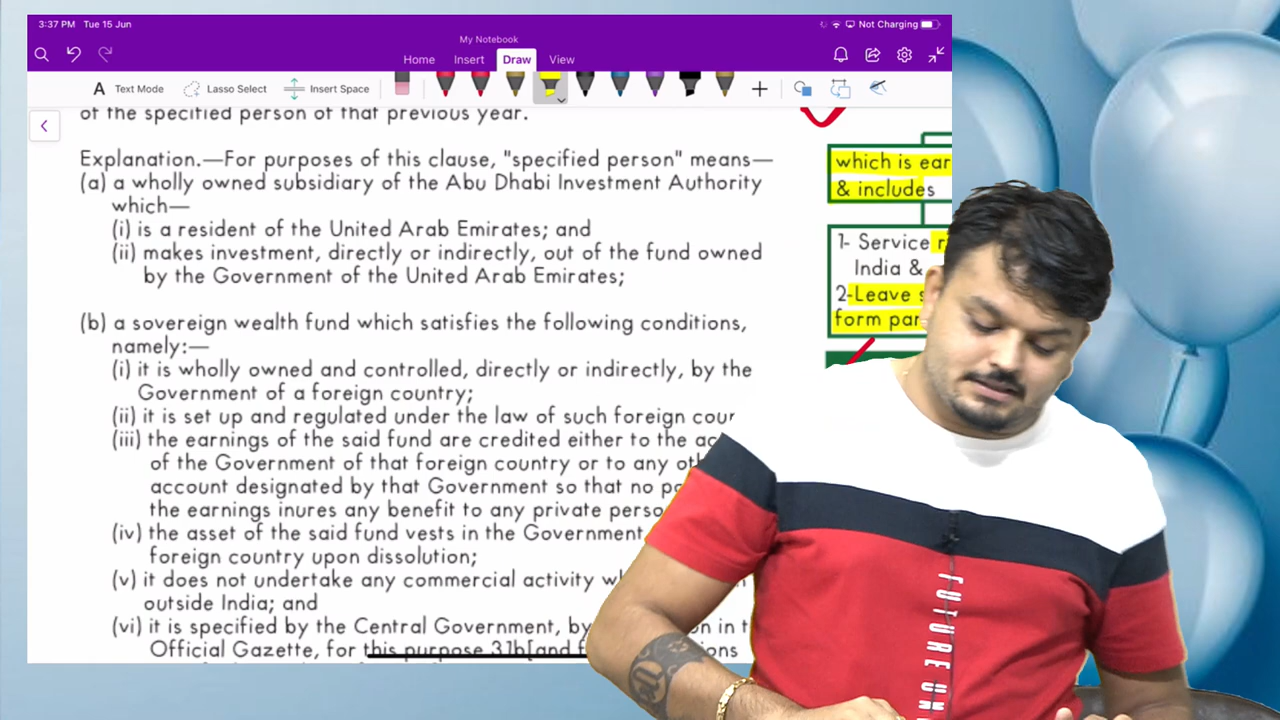 3:37 PM Tue 15 Jun
Not Charging
My Notebook
Home Insert Draw View
A Text Mode Lasso Select Insert Space
of the specified person of that previous year.
Explanation.—For purposes of this clause, "specified person" means—
(a) a wholly owned subsidiary of the Abu Dhabi Investment Authority
which—
(i) is a resident of the United Arab Emirates; and
(ii) makes investment, directly or indirectly, out of the fund owned
by the Government of the United Arab Emirates;
(b) a sovereign wealth fund which satisfies the following conditions,
namely:—
(i) it is wholly owned and controlled, directly or indirectly, by the
Government of a foreign country;
(ii) it is set up and regulated under the law of such foreign
(iii) the earnings of the said fund are credited either to the
of the Government of that foreign country or to any
account designated by that Government so that no
the earnings inures any benefit to any private
(iv) the asset of the said fund vests in the Government
foreign country upon dissolution;
(v) it does not undertake any commercial activity
outside India; and
(vi) it is specified by the Central Government, by in
Official Gazette, for this purpose 31b[and
which is
& includes
1- Service
India &
2-Leave
form
FUTURE